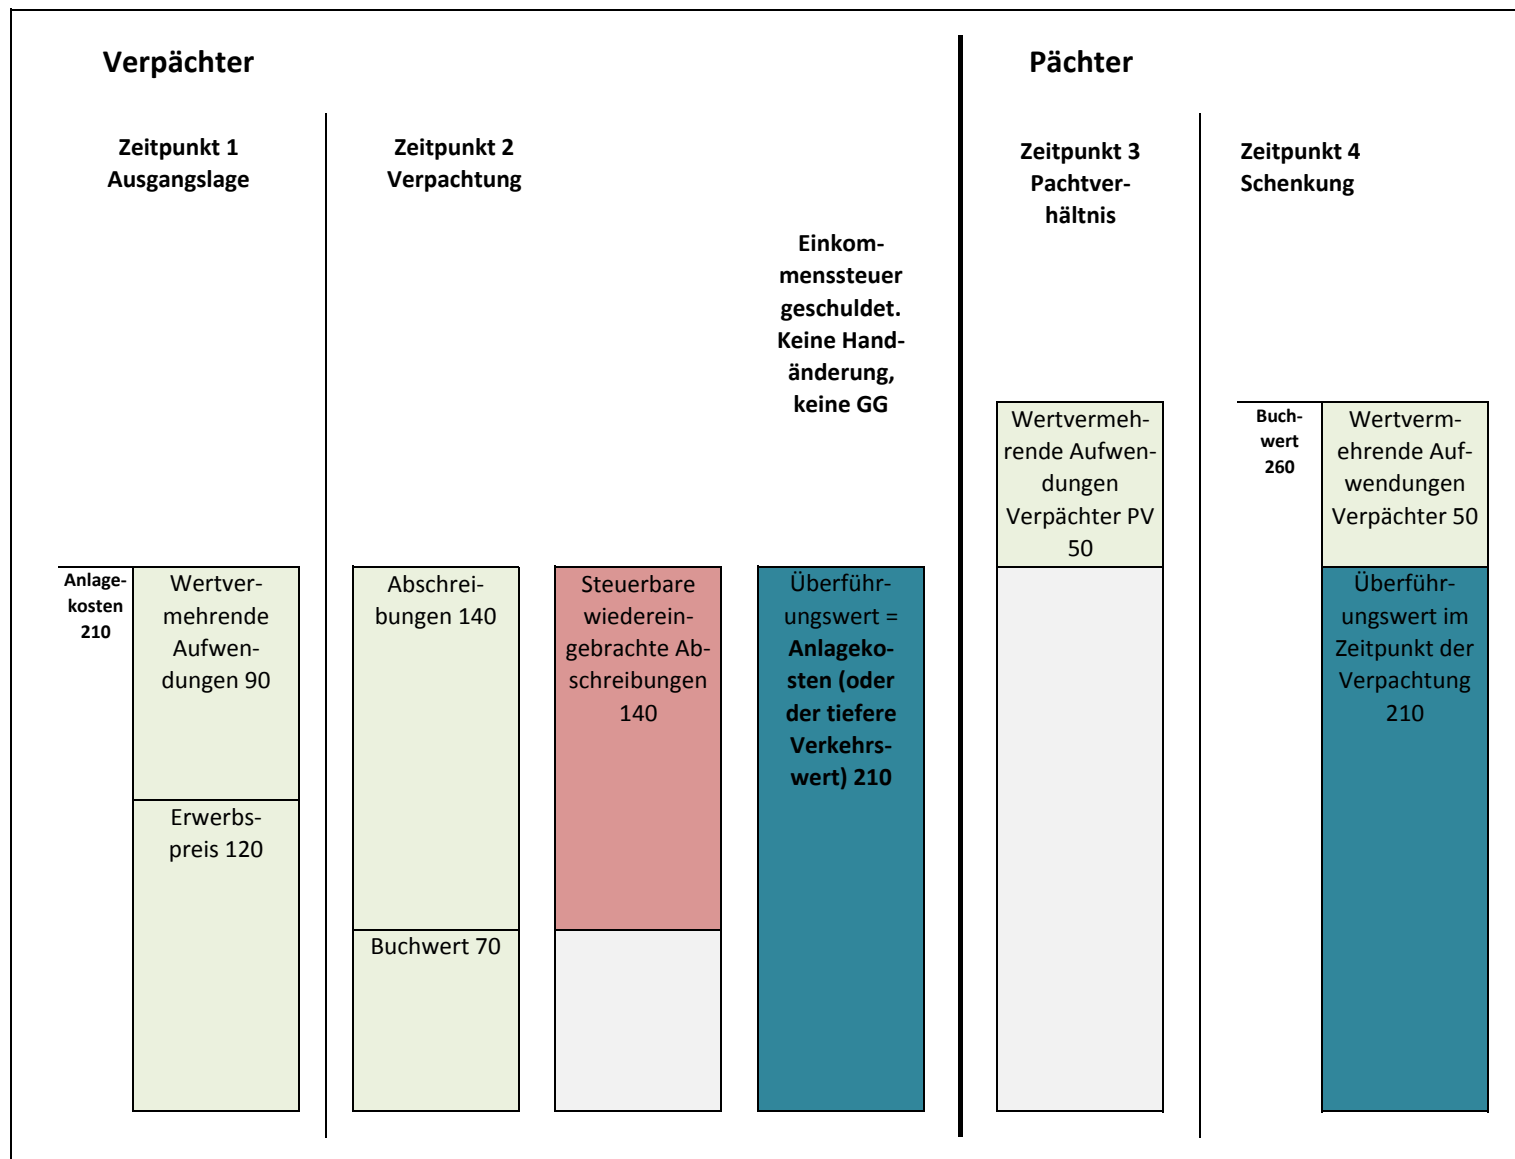 Verpächter
Pächter
Zeitpunkt 1
Ausgangslage
Zeitpunkt 2
Verpachtung
Zeitpunkt 3
Pachtver-
hältnis
Zeitpunkt 4
Schenkung
Einkom-
menssteuer
geschuldet.
Keine Hand-
änderung,
keine GG
Anlage-
kosten
210
Wertver-
mehrende
Aufwen-
dungen 90
Erwerbs-
preis 120
Abschrei-
bungen 140
Buchwert 70
Steuerbare
wiederein-
gebrachte Ab-
schreibungen
140
Überführ-
ungswert =
Anlageko-
sten (oder
der tiefere
Verkehrs-
wert) 210
Wertvermeh-
rende Aufwen-
dungen
Verpächter PV
50
Buch-
wert
260
Wertverm-
ehrende Auf-
wendungen
Verpächter 50
Überführ-
ungswert im
Zeitpunkt der
Verpachtung
210